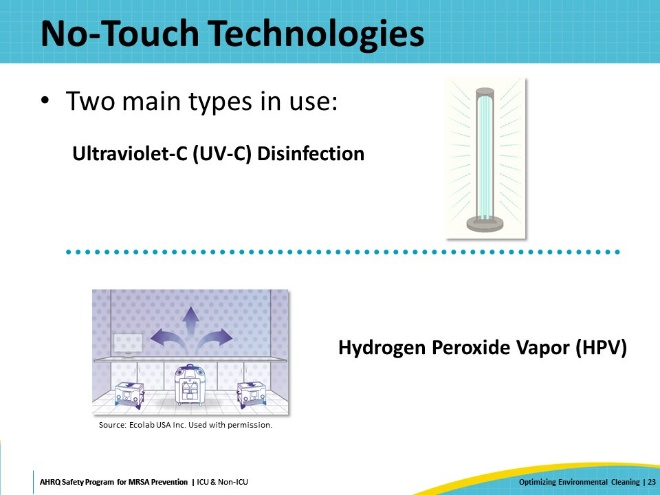 No-Touch Technologies
• Two main types in use:
Ultraviolet-C (UV-C) Disinfection
Hydrogen Peroxide Vapor (HPV)
Source: Ecolab USA Inc. Used with permission.
AHRQ Safety Program for MRSA Prevention | ICU & Non-ICU
Optimizing Environmental Cleaning | 23